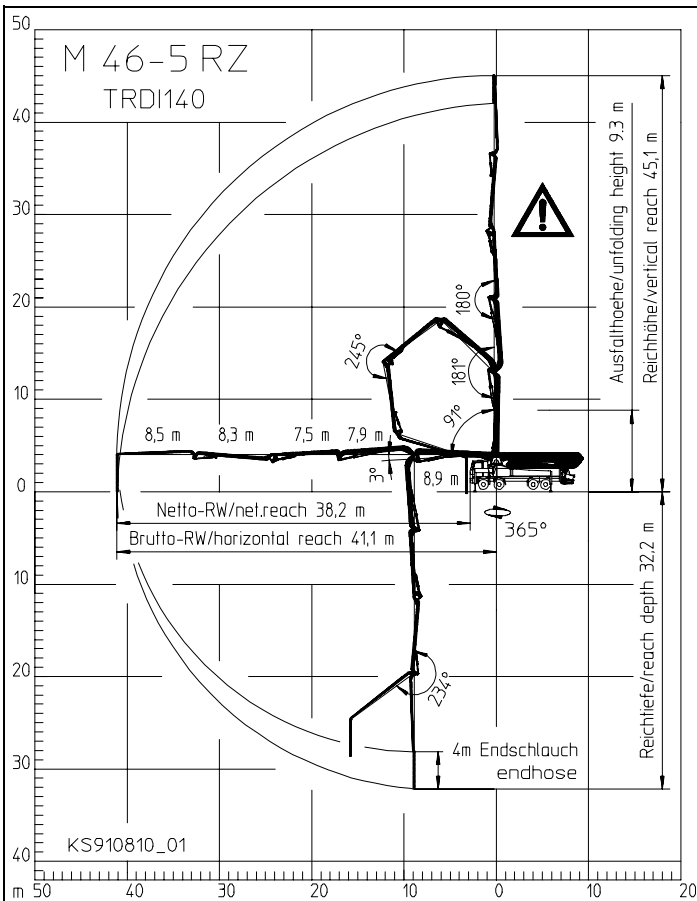 50
M 46-5 RZ
TRDI140
40
Ausfalthoehe/unfolding height 9.3 m
Reichhöhe/vertical reach 45,1 m
30
20
180°
245°
181°
91°
10
8,5 m
8,3 m
7,5 m
7,9 m
3°
8,9 m
0
Netto-RW/net.reach 38,2 m
365°
Brutto-RW/horizontal reach 41,1 m
10
Reichtiefe/reach depth 32,2 m
20
234°
4m Endschlauch
endhose
30
KS910810_01
40
m 50 40 30 20 10 0 10 20